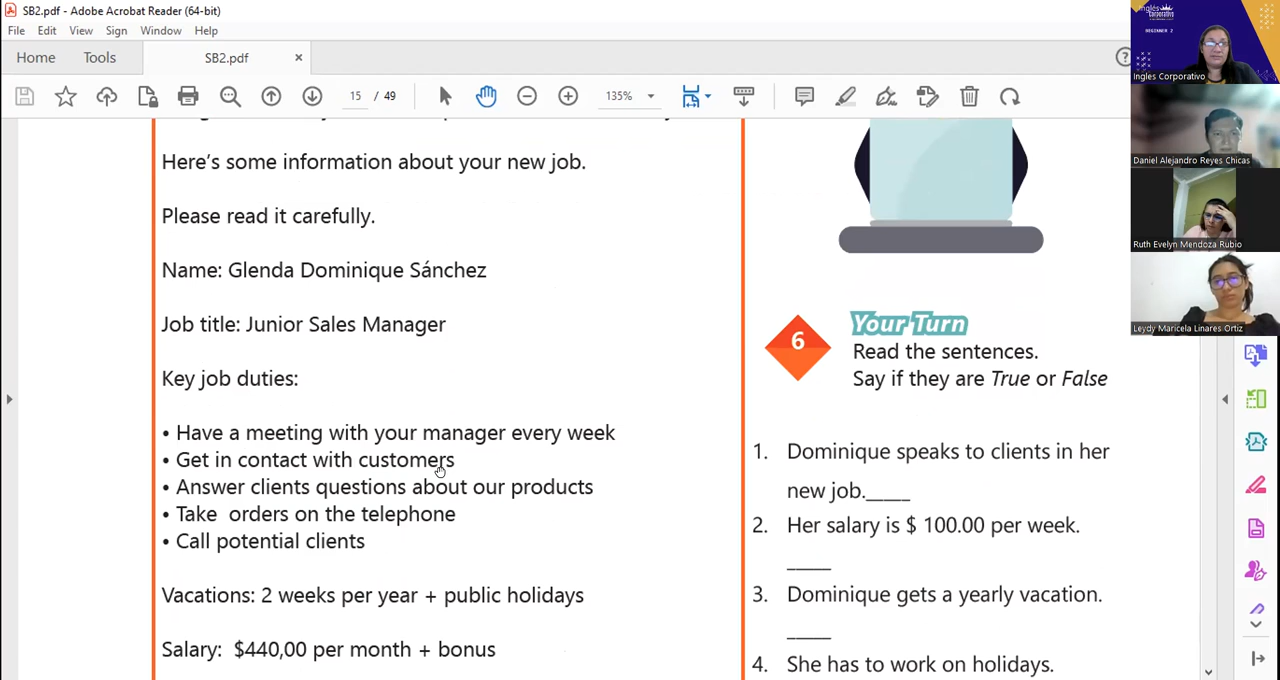 SB2.pdf - Adobe Acrobat Reader (64-bit)
File Edit View Sign Window Help
Home Tools SB2.pdf ×
15 / 49 135%
Here's some information about your new job.
Please read it carefully.
Name: Glenda Dominique Sánchez
Job title: Junior Sales Manager
Key job duties:
• Have a meeting with your manager every week
• Get in contact with customers
• Answer clients questions about our products
• Take orders on the telephone
• Call potential clients
Vacations: 2 weeks per year + public holidays
Salary: $440,00 per month + bonus
6
Your Turn
Read the sentences.
Say if they are True or False
1. Dominique speaks to clients in her
new job._____
2. Her salary is $ 100.00 per week.
_____
3. Dominique gets a yearly vacation.
_____
4. She has to work on holidays.
Inglés
Corporativo
BEGINNER 2
Ingles Corporativo
Daniel Alejandro Reyes Chicas
Ruth Evelyn Mendoza Rubio
Leydy Maricela Linares Ortiz